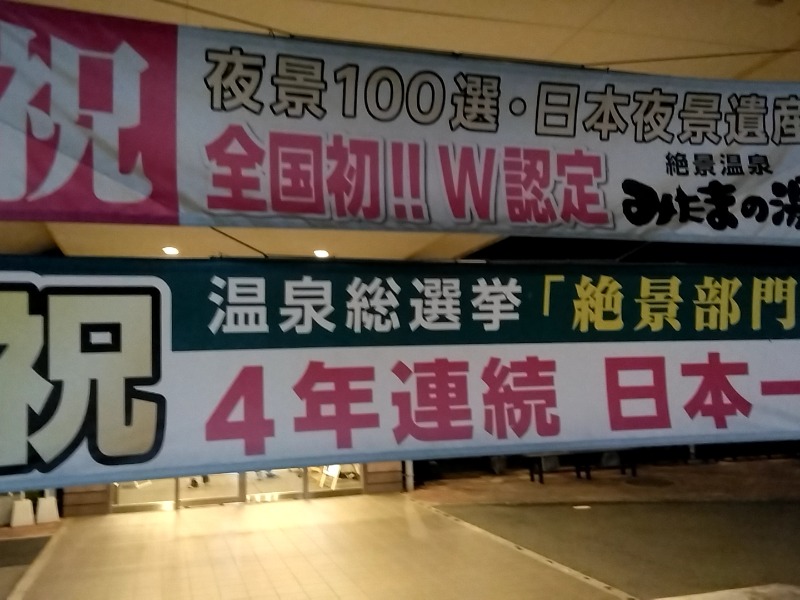 祝
夜景100選・日本夜景遺産
全国初!! W認定
絶景温泉
みたまの湯
祝
温泉総選挙「絶景部門
4年連続 日本一